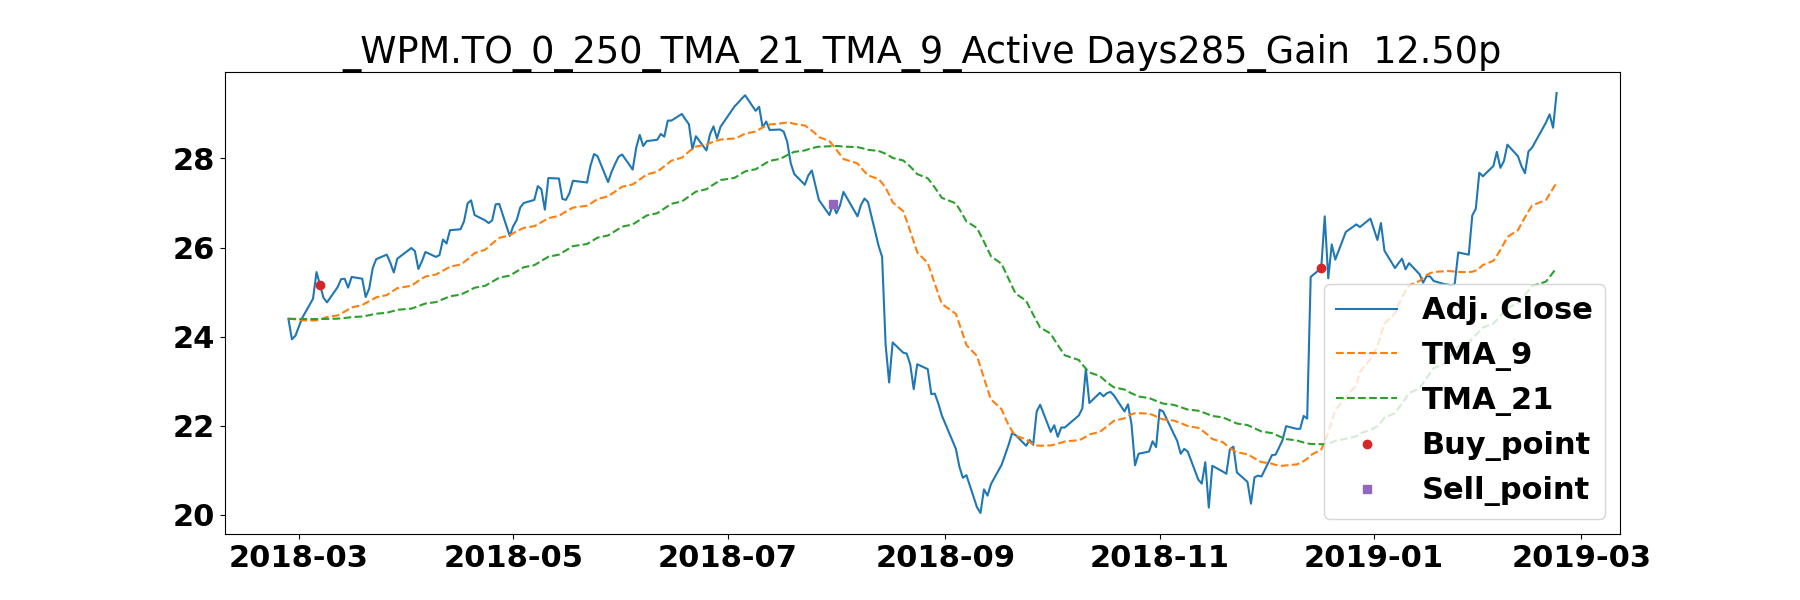 _WPM.TO_0_250_TMA_21_TMA_9_Active Days285_Gain  12.50p
28
26
24
22
20
Adj. Close
TMA_9
TMA_21
Buy_point
Sell_point
2018-03 2018-05 2018-07 2018-09 2018-11 2019-01 2019-03